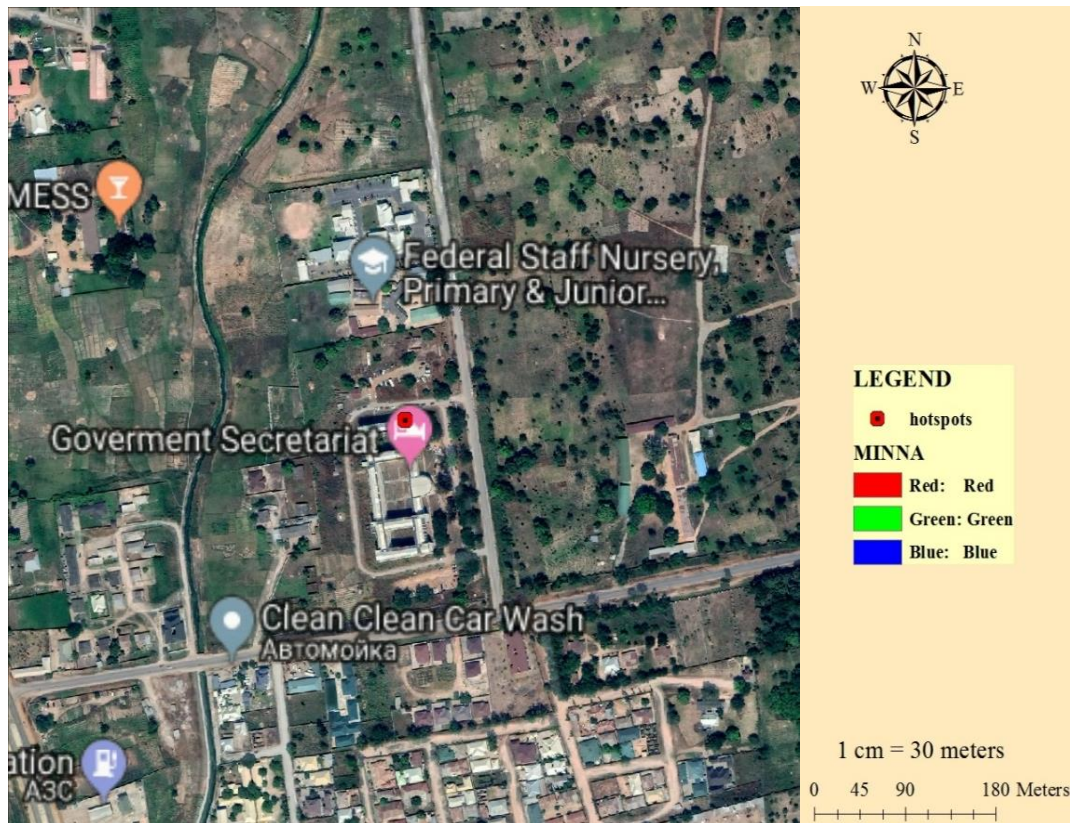 MESS
Federal Staff Nursery,
Primary & Junior...
Goverment Secretariat
Clean Clean Car Wash
Автомойка
ation
АЗС
N
W E
S
LEGEND
hotspots
MINNA
Red: Red
Green: Green
Blue: Blue
1 cm = 30 meters
0 45 90 180 Meters